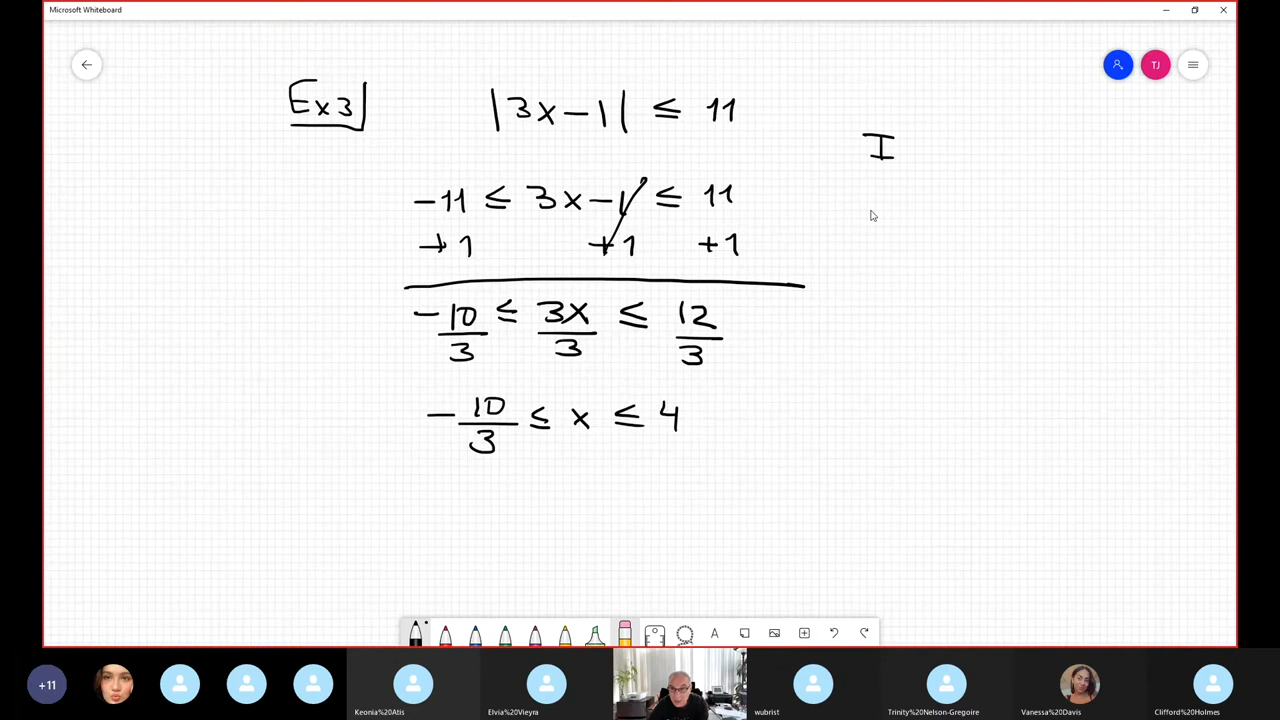 Microsoft Whiteboard
Ex3
|3x-1| ≤ 11
I
TJ
-11 ≤ 3x-1 ≤ 11
+1 +1 +1
-10/3 ≤ 3x/3 ≤ 12/3
-10/3 ≤ x ≤ 4
A
+11
Keonia%20Atis
Elvia%20Vieyra
wubrist
Trinity%20Nelson-Gregoire
Vanessa%20Davis
Clifford%20Holmes